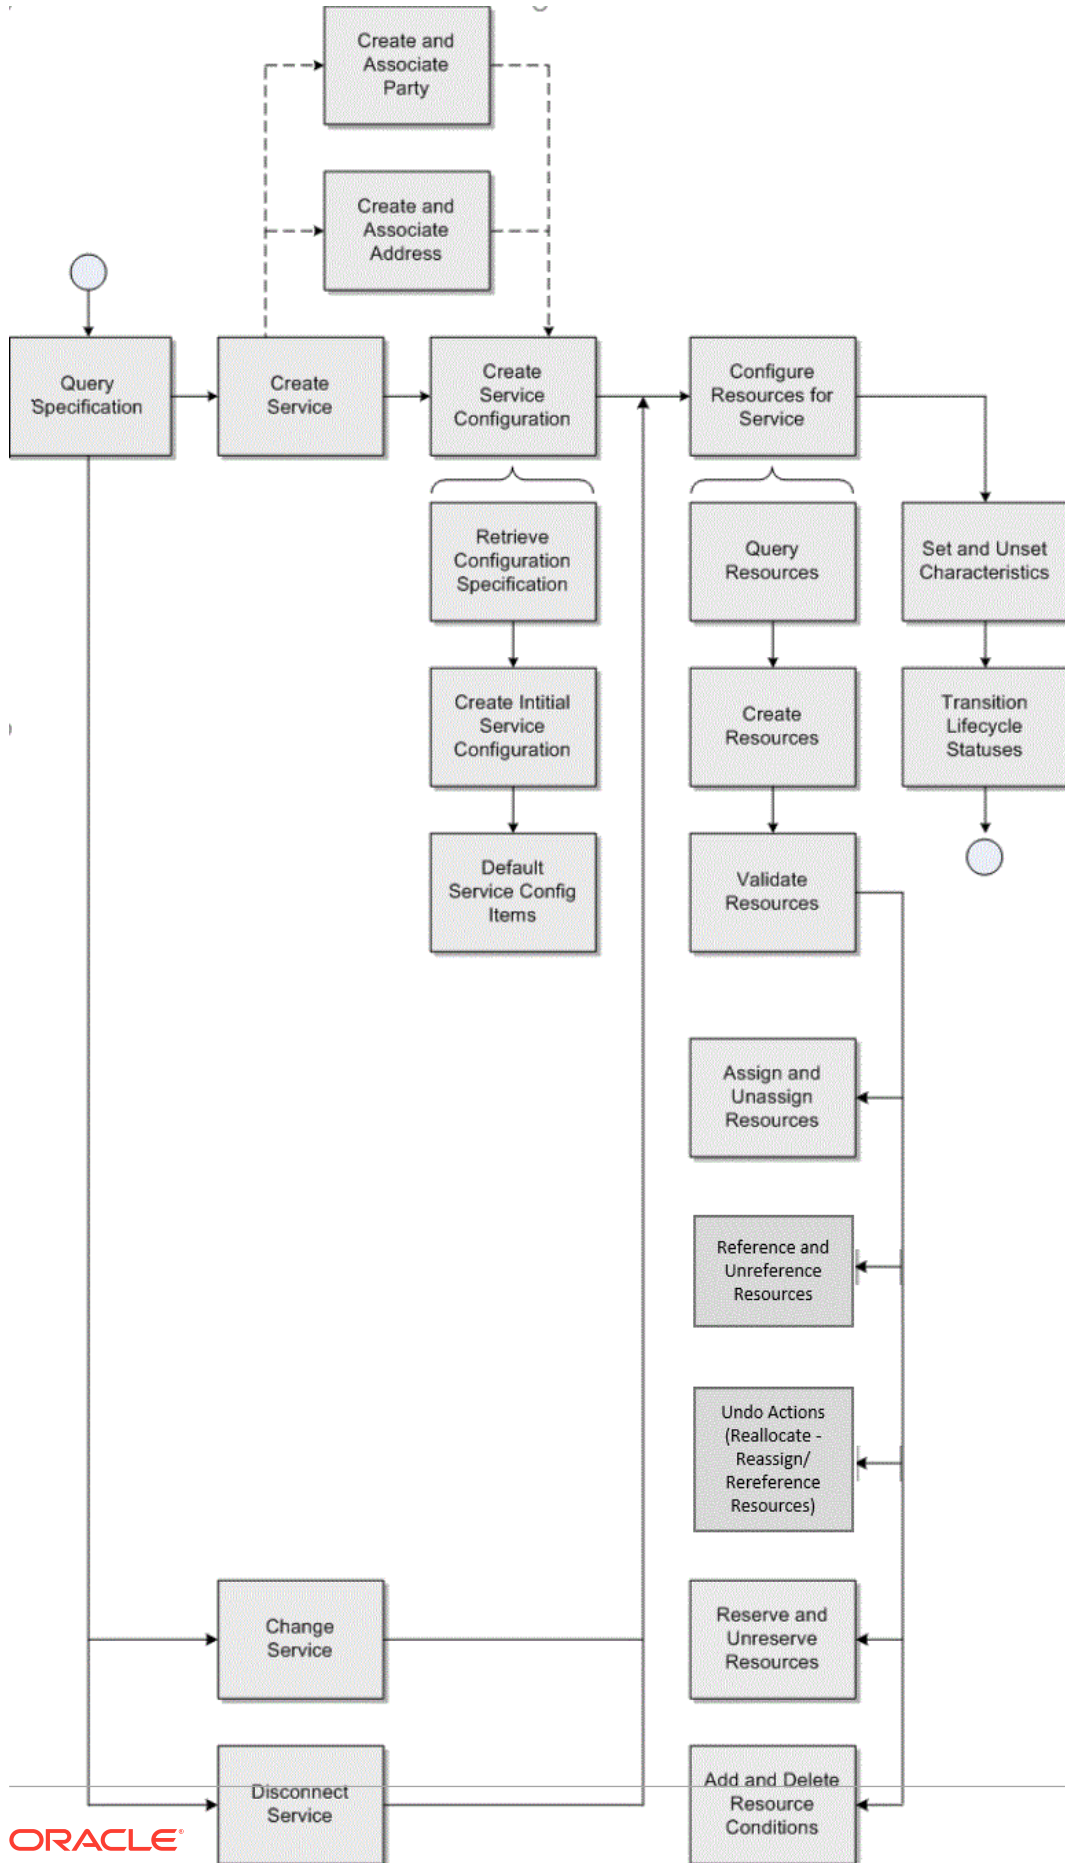 Create and
Associate
Party
Create and
Associate
Address
Query
Specification
Create
Service
Create
Service
Configuration
Configure
Resources for
Service
Retrieve
Configuration
Specification
Query
Resources
Set and Unset
Characteristics
Create Intitial
Service
Configuration
Create
Resources
Transition
Lifecycle
Statuses
Default
Service Config
Items
Validate
Resources
Assign and
Unassign
Resources
Reference and
Unreference
Resources
Undo Actions
(Reallocate -
Reassign/
Rereference
Resources)
Change
Service
Reserve and
Unreserve
Resources
Disconnect
Service
Add and Delete
Resource
Conditions
ORACLE